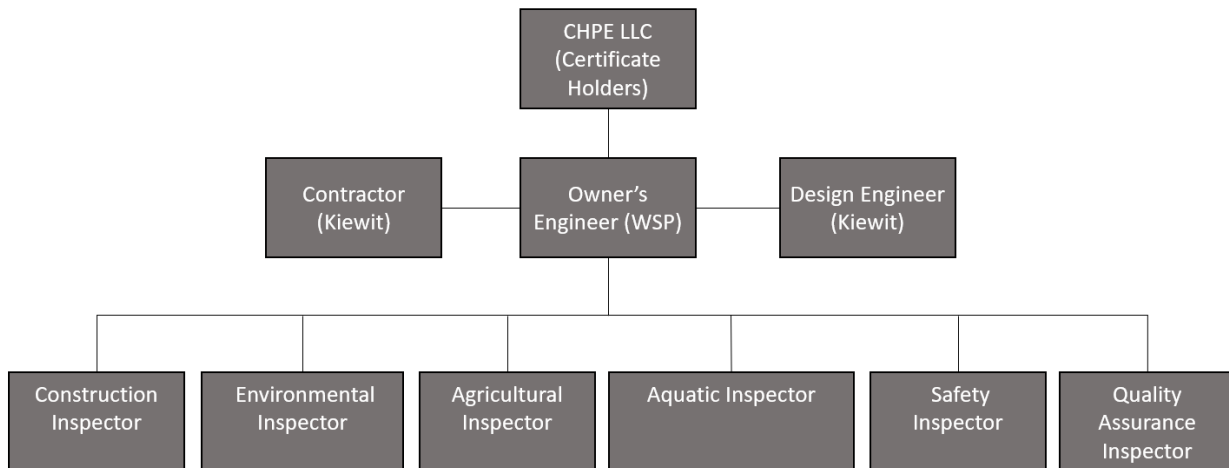 CHPE LLC
(Certificate
Holders)
Contractor
(Kiewit)
Owner’s
Engineer (WSP)
Design Engineer
(Kiewit)
Construction
Inspector
Environmental
Inspector
Agricultural
Inspector
Aquatic Inspector
Safety
Inspector
Quality
Assurance
Inspector